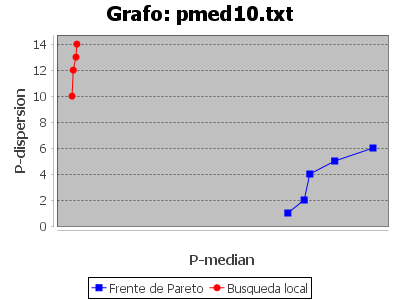 Grafo: pmed10.txt
14
12
10
8
6
4
2
0
P-dispersion
P-median
Frente de Pareto
Busqueda local